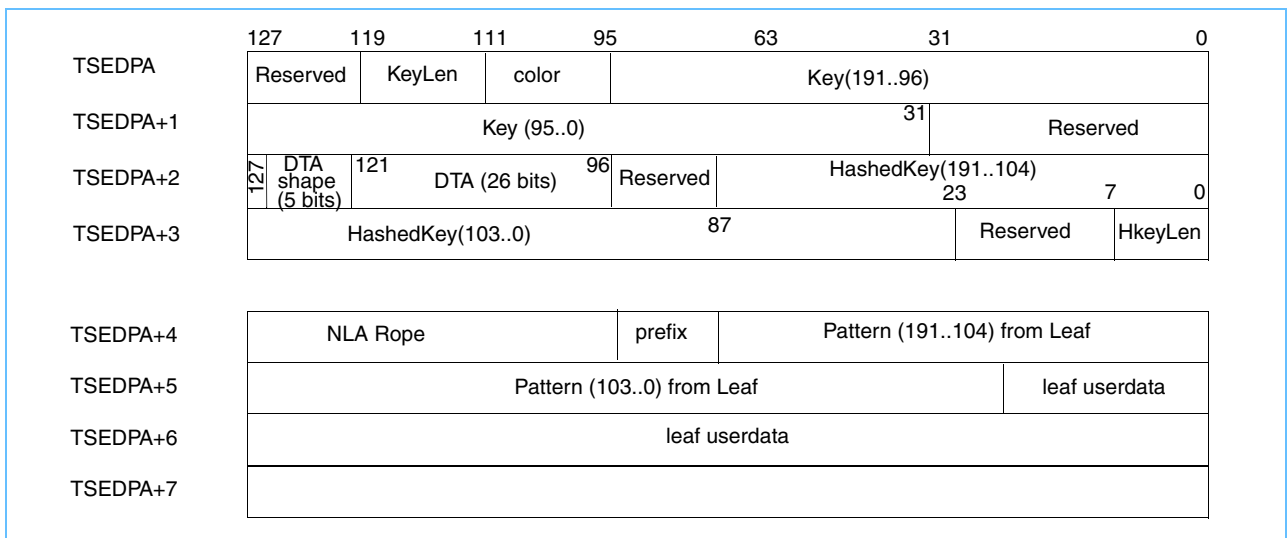 127 119 111 95 63 31 0
TSEDPA Reserved KeyLen color Key(191..96)
TSEDPA+1 Key (95..0) 31 Reserved
TSEDPA+2 127 DTA shape (5 bits) 121 DTA (26 bits) 96 Reserved HashedKey(191..104)
23 7 0
TSEDPA+3 HashedKey(103..0) 87 Reserved HkeyLen
TSEDPA+4 NLA Rope prefix Pattern (191..104) from Leaf
TSEDPA+5 Pattern (103..0) from Leaf leaf userdata
TSEDPA+6 leaf userdata
TSEDPA+7